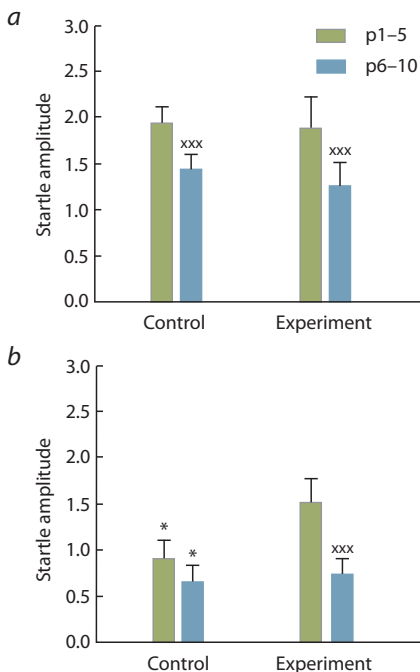 a
p1–5
p6–10
3.0
2.5
2.0
1.5
1.0
0.5
0.0
Startle amplitude
xxx
xxx
Control
Experiment
b
3.0
2.5
2.0
1.5
1.0
0.5
0.0
Startle amplitude
*
*
xxx
Control
Experiment